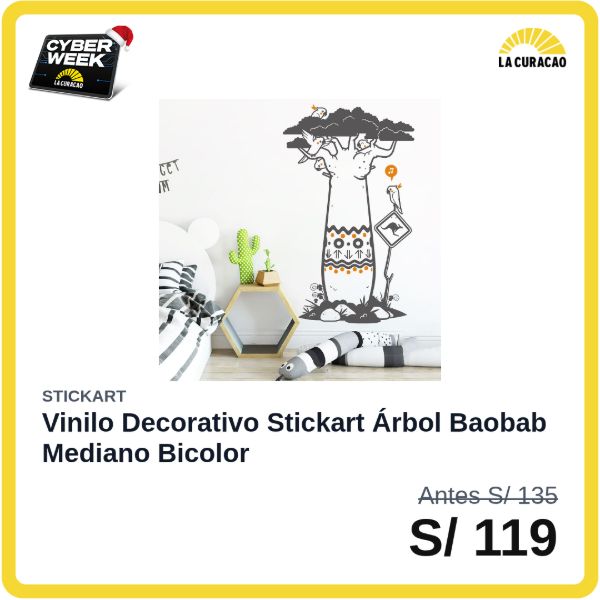 CYBER
WEEK
LA CURACAO
LA CURACAO
STICKART
Vinilo Decorativo Stickart Árbol Baobab
Mediano Bicolor
Antes S/ 135
S/ 119